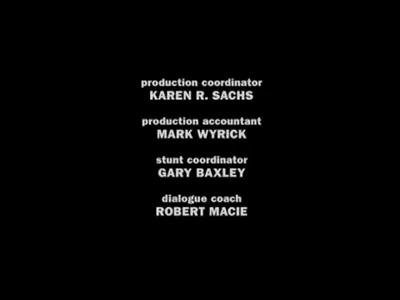 production coordinator
KAREN R. SACHS
production accountant
MARK WYRICK
stunt coordinator
GARY BAXLEY
dialogue coach
ROBERT MACIE